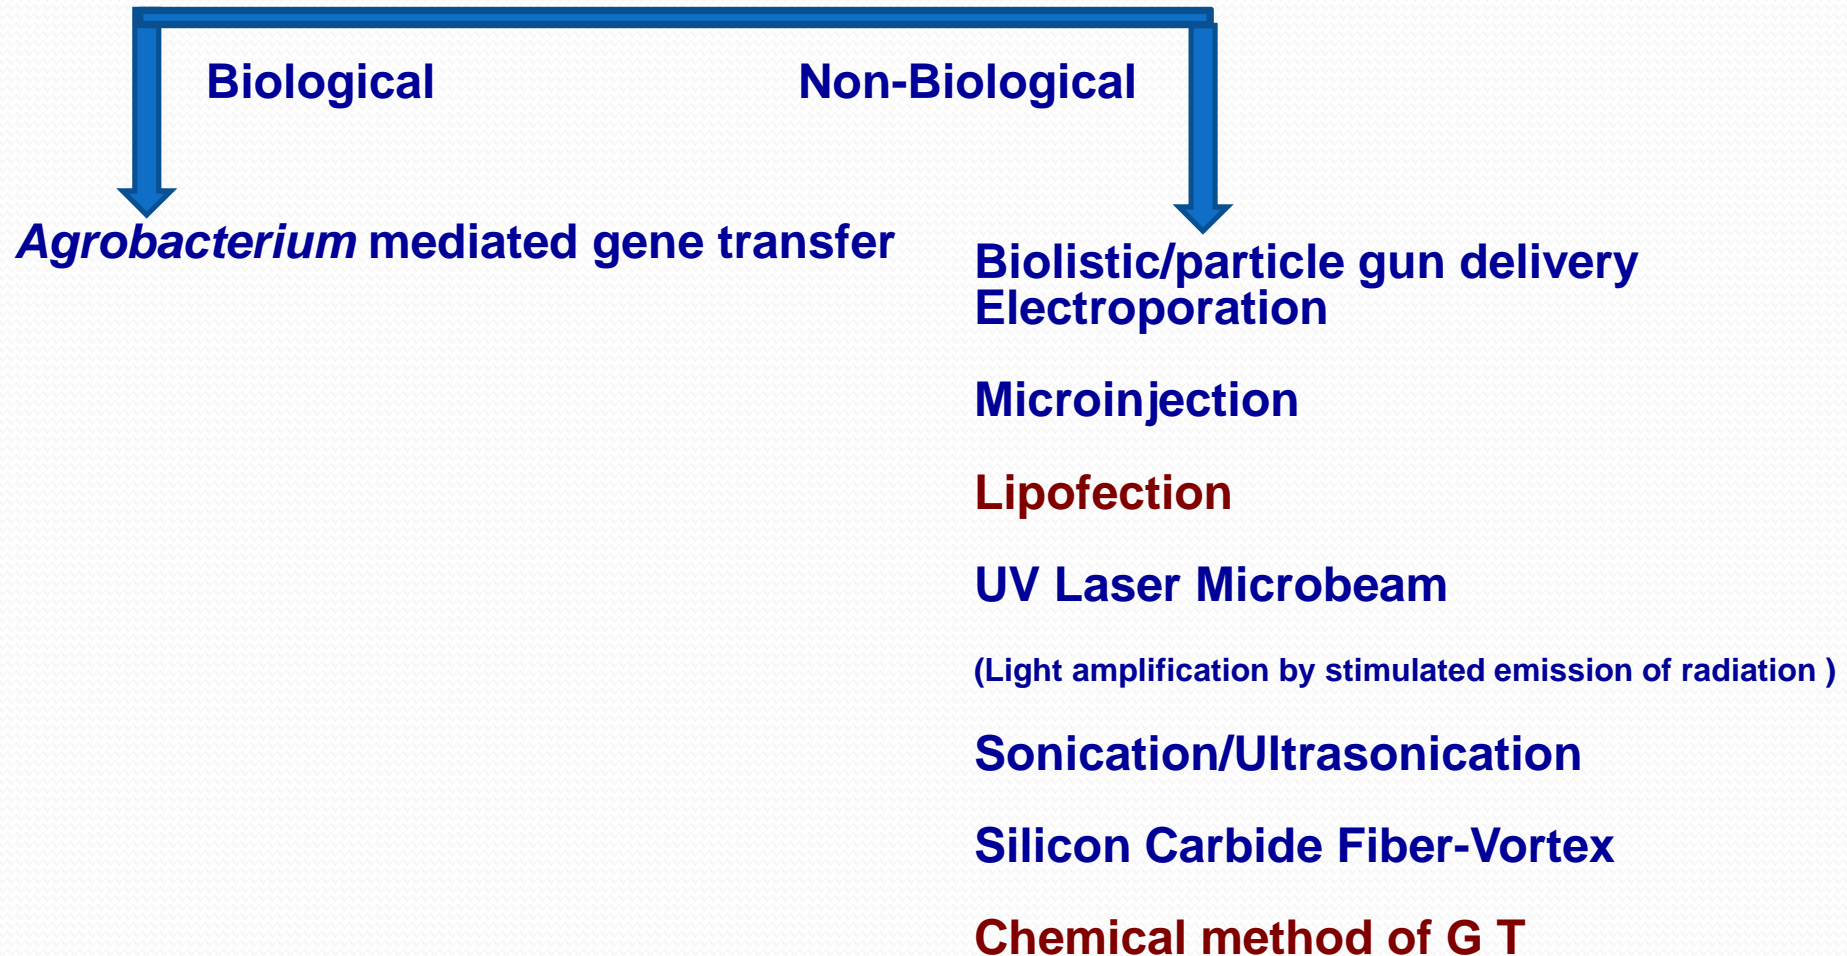 Biological
Non-Biological
Agrobacterium mediated gene transfer
Biolistic/particle gun delivery
Electroporation
Microinjection
Lipofection
UV Laser Microbeam
(Light amplification by stimulated emission of radiation )
Sonication/Ultrasonication
Silicon Carbide Fiber-Vortex
Chemical method of G T